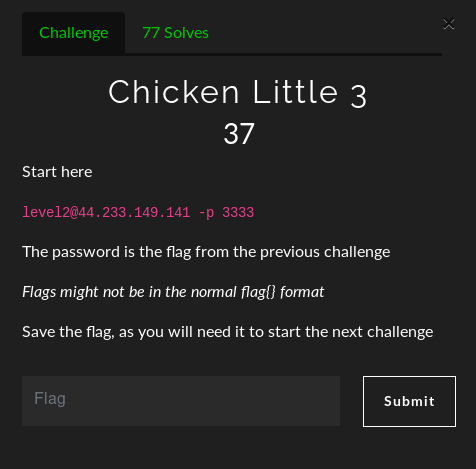 Challenge
77 Solves
×
Chicken Little 3
37
Start here
level2@44.233.149.141 -p 3333
The password is the flag from the previous challenge
Flags might not be in the normal flag{} format
Save the flag, as you will need it to start the next challenge
Flag
Submit